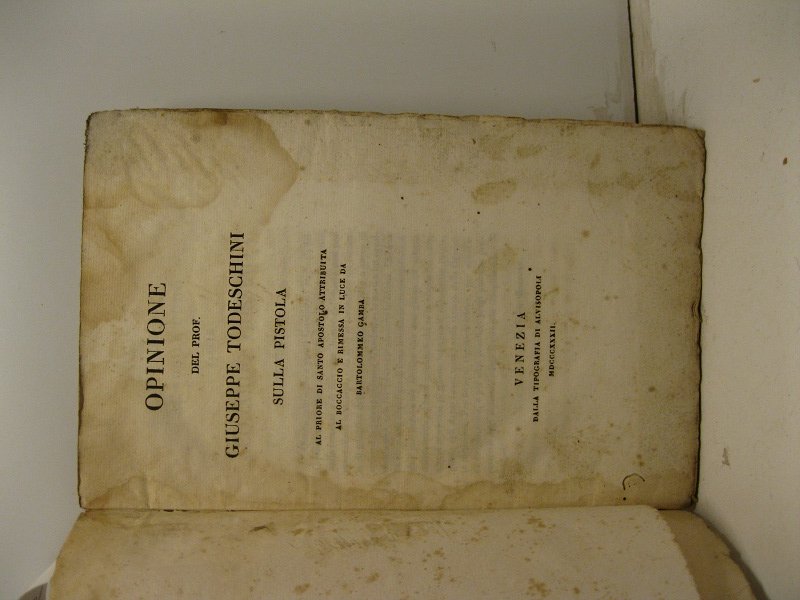 OPINIONE
DEL PROF.
GIUSEPPE TODESCHINI
SULLA PISTOLA
AL PRIORE DI SANTO APOSTOLO ATTRIBUITA
AL BOCCACCIO E RIMESSA IN LUCE DA
BARTOLOMMEO GAMBA
VENEZIA
DALLA TIPOGRAFIA DI ALVISOPOLI
MDCCCXXXII.